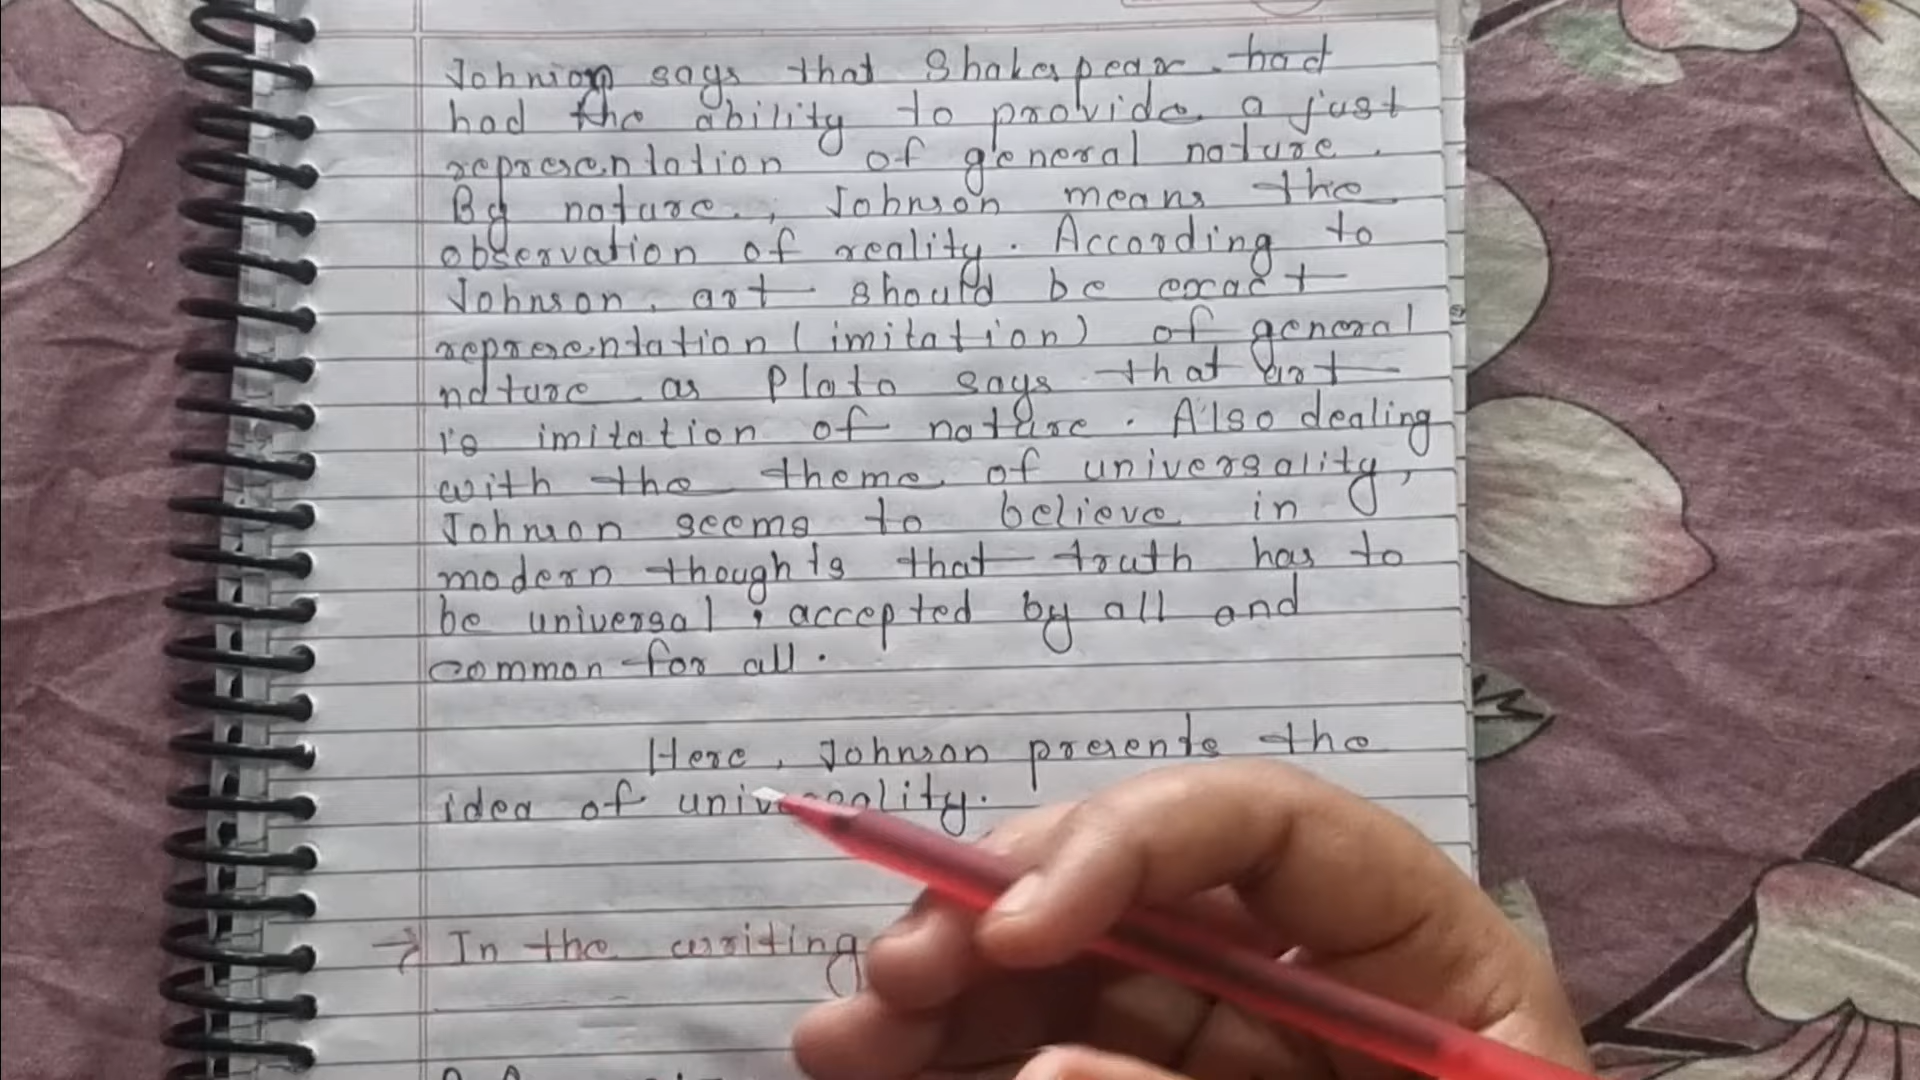 Johnson says that Shakespear had
had the ability to provide a just
representation of general nature.
By nature, Johnson means the
observation of reality. According to
Johnson, art should be exact
representation (imitation) of general
nature as Plato says that art
is imitation of nature. Also dealing
with the theme of universality,
Johnson seems to believe in
modern thoughts that truth has to
be universal, accepted by all and
common for all.
Here, Johnson presents the
idea of universality.
→ In the writing